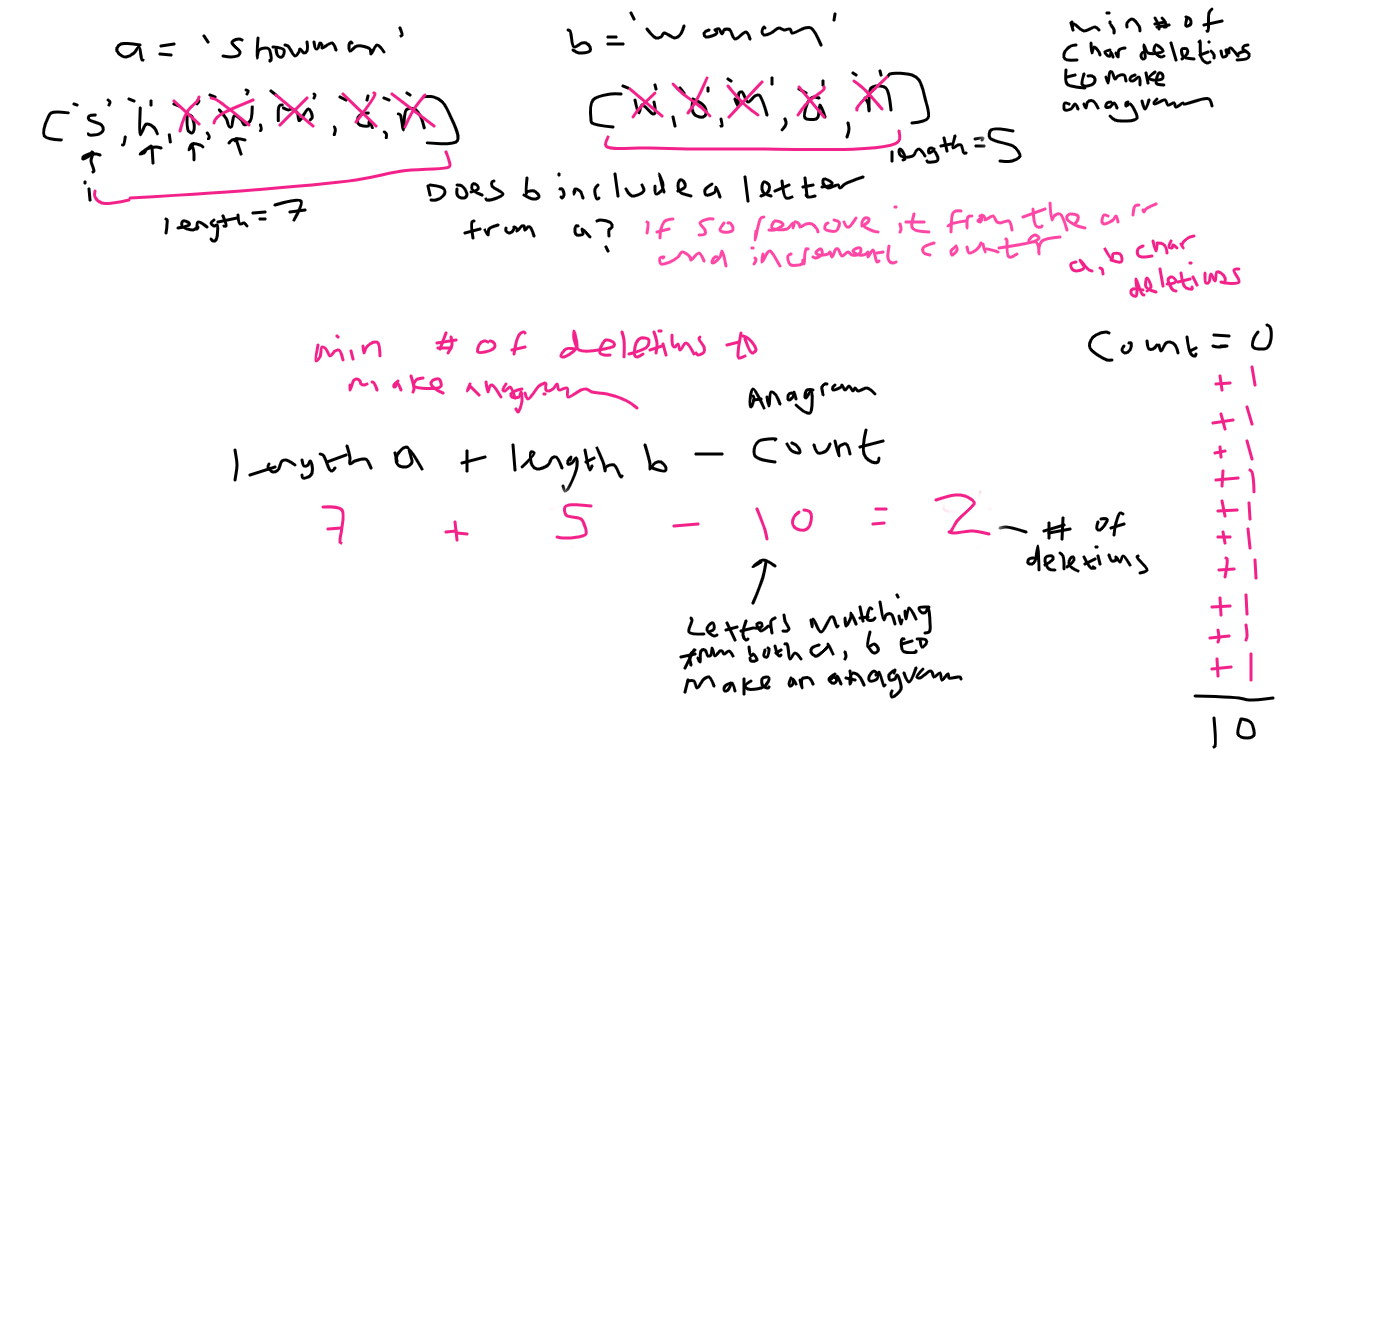 a = 'showman'
b = 'woman'
min # of
char deletions
to make
anagram
['s', 'h', 'o', 'w', 'm', 'a', 'n']
['w', 'o', 'm', 'a', 'n']
i
length = 7
length = 5
Does b include a letter
from a? if so remove it from the arr
and increment counter
a, b char
deletions
min # of deletions to
make anagram
Count = 0
+ 1
+ 1
+ 1
+ 1
+ 1
+ 1
+ 1
+ 1
+ 1
+ 1
10
Anagram
length a + length b - count
7 + 5 - 10 = 2 - # of
deletions
Letters matching
from both a, b to
make an anagram